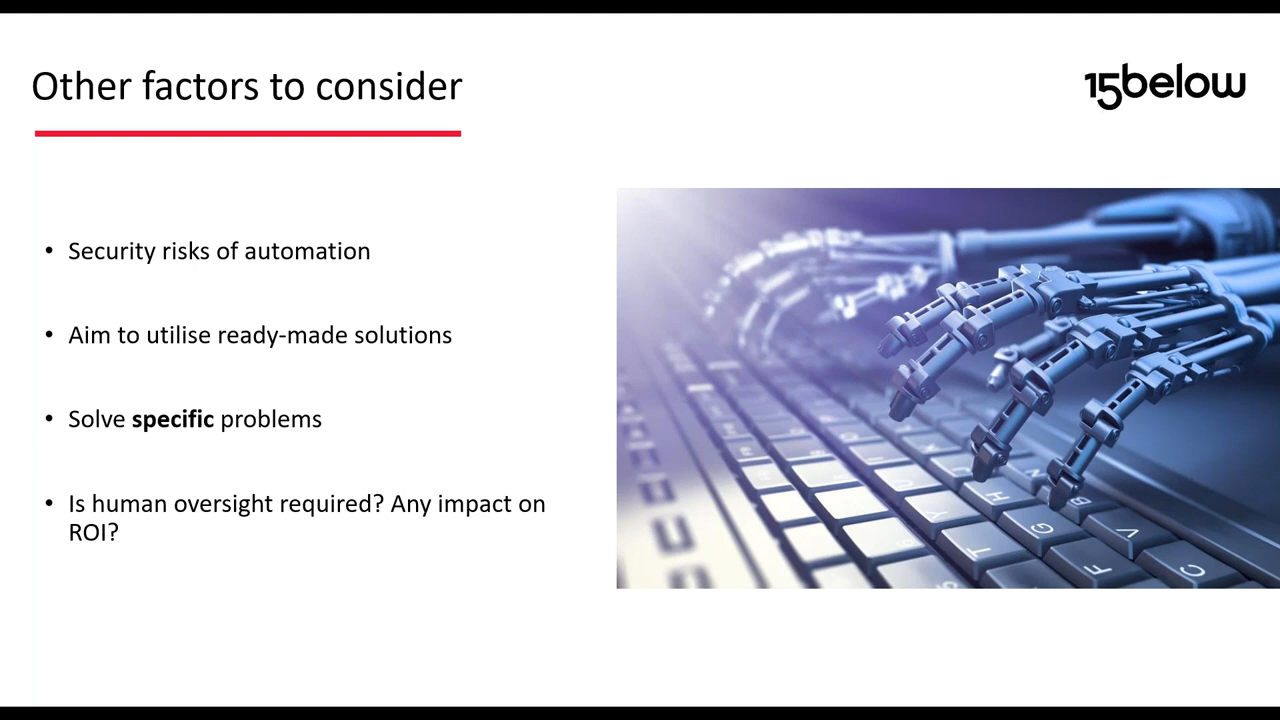 Other factors to consider
15below
• Security risks of automation
• Aim to utilise ready-made solutions
• Solve specific problems
• Is human oversight required? Any impact on
ROI?
H
N
B
Y
G
V
T
F
C
U
J